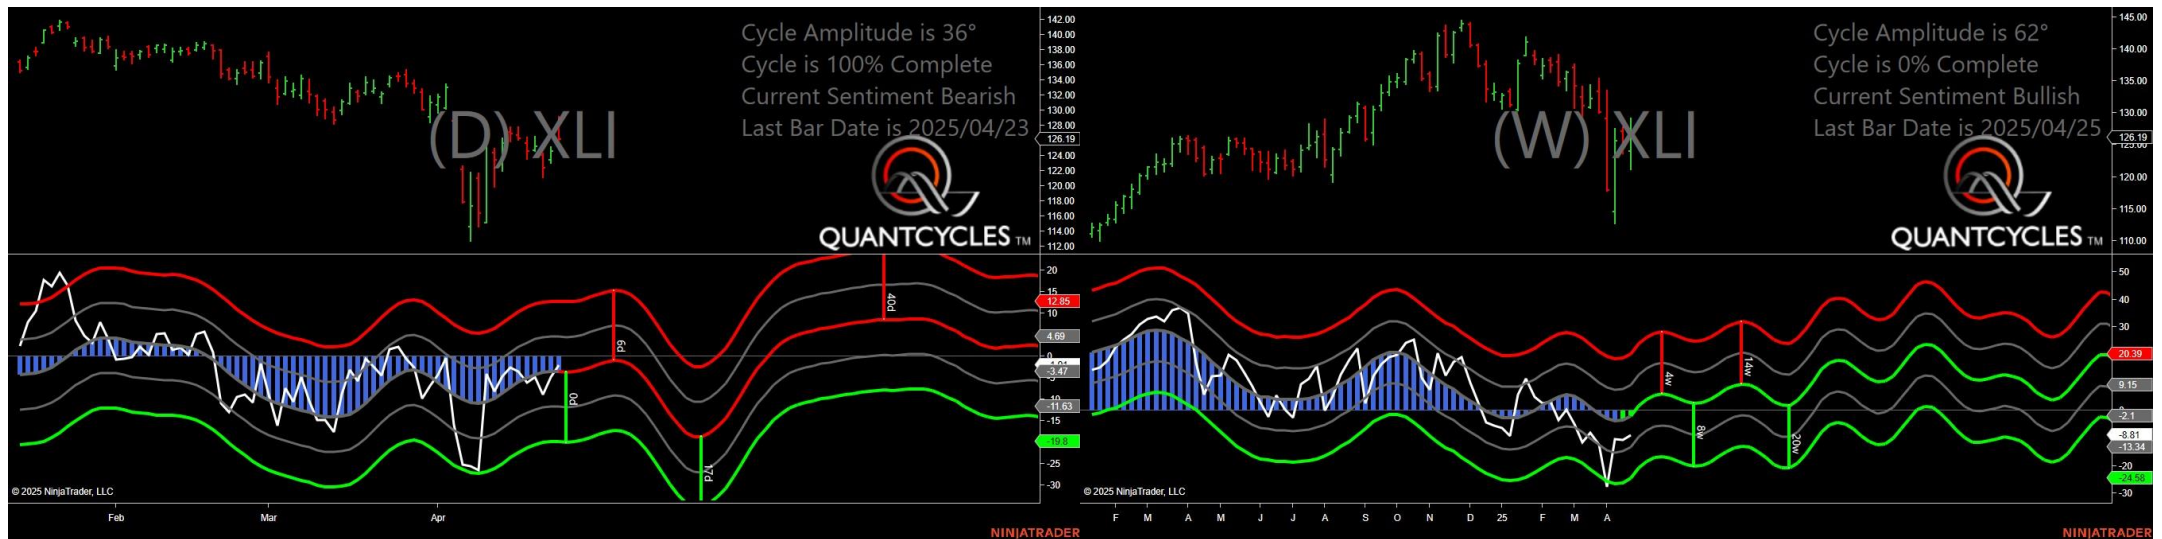 Cycle Amplitude is 36°
Cycle is 100% Complete
Current Sentiment Bearish
Last Bar Date is 2025/04/23
(D) XLI
QUANTCYCLES TM
142.00
140.00
138.00
136.00
134.00
132.00
130.00
128.00
126.19
124.00
122.00
120.00
118.00
116.00
114.00
112.00
20
15
12.85
10
4.69
0
-3.47
-11.63
-15
-19.8
-25
-30
6d
40d
0d
17d
© 2025 NinjaTrader, LLC
Feb Mar Apr
NINJATRADER
Cycle Amplitude is 62°
Cycle is 0% Complete
Current Sentiment Bullish
Last Bar Date is 2025/04/25
(W) XLI
QUANTCYCLES TM
145.00
140.00
135.00
130.00
126.19
125.00
120.00
115.00
110.00
50
40
30
20.39
9.15
-2.1
-8.81
-13.34
-20
-24.58
-30
4w
14w
8w
20w
© 2025 NinjaTrader, LLC
F M A M J J A S O N D 25 F M A
NINJATRADER